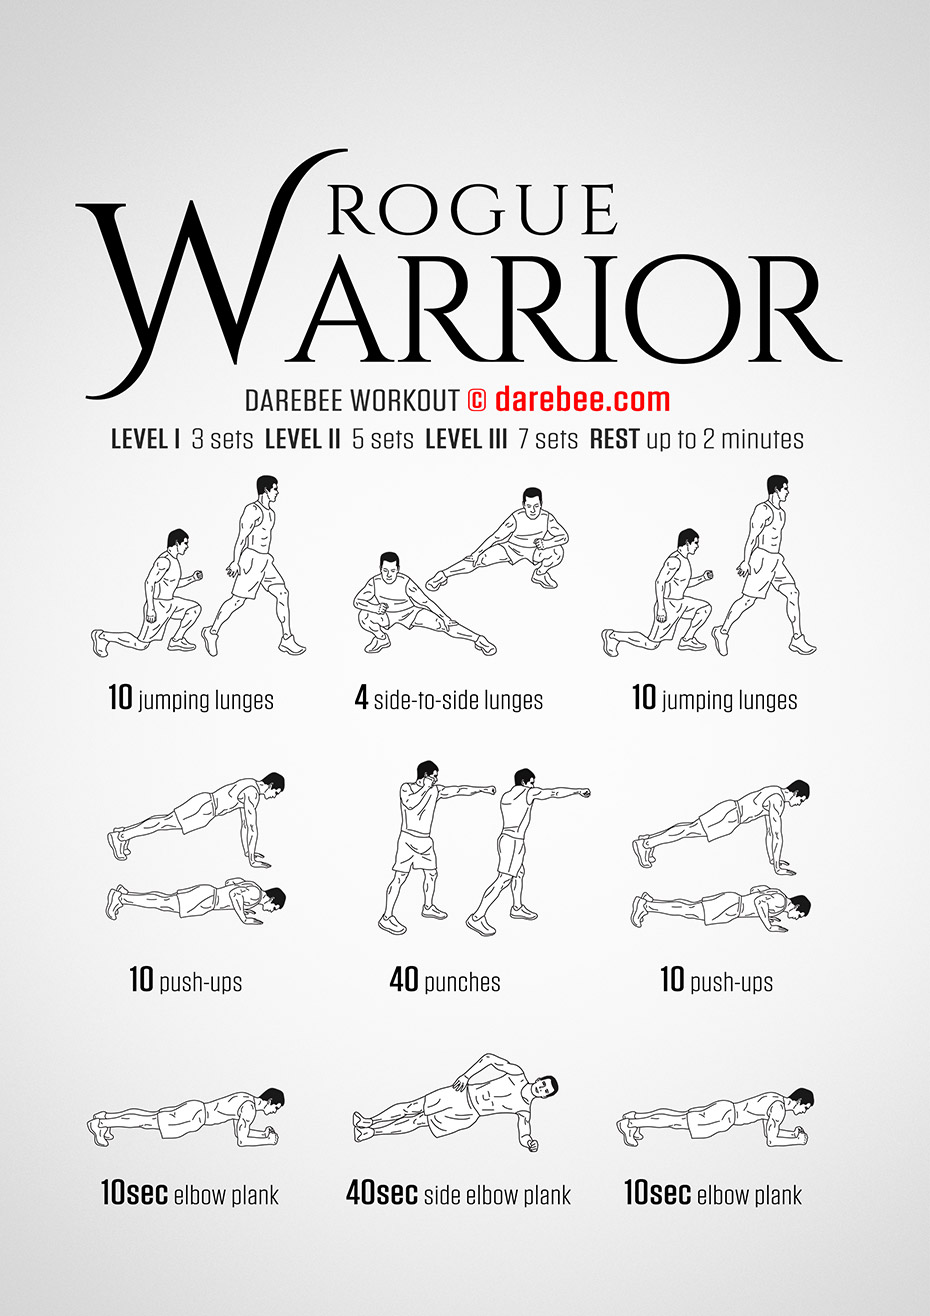 ROGUE
WARRIOR
DAREBEE WORKOUT © darebee.com
LEVEL I 3 sets LEVEL II 5 sets LEVEL III 7 sets REST up to 2 minutes
10 jumping lunges
4 side-to-side lunges
10 jumping lunges
10 push-ups
40 punches
10 push-ups
10sec elbow plank
40sec side elbow plank
10sec elbow plank